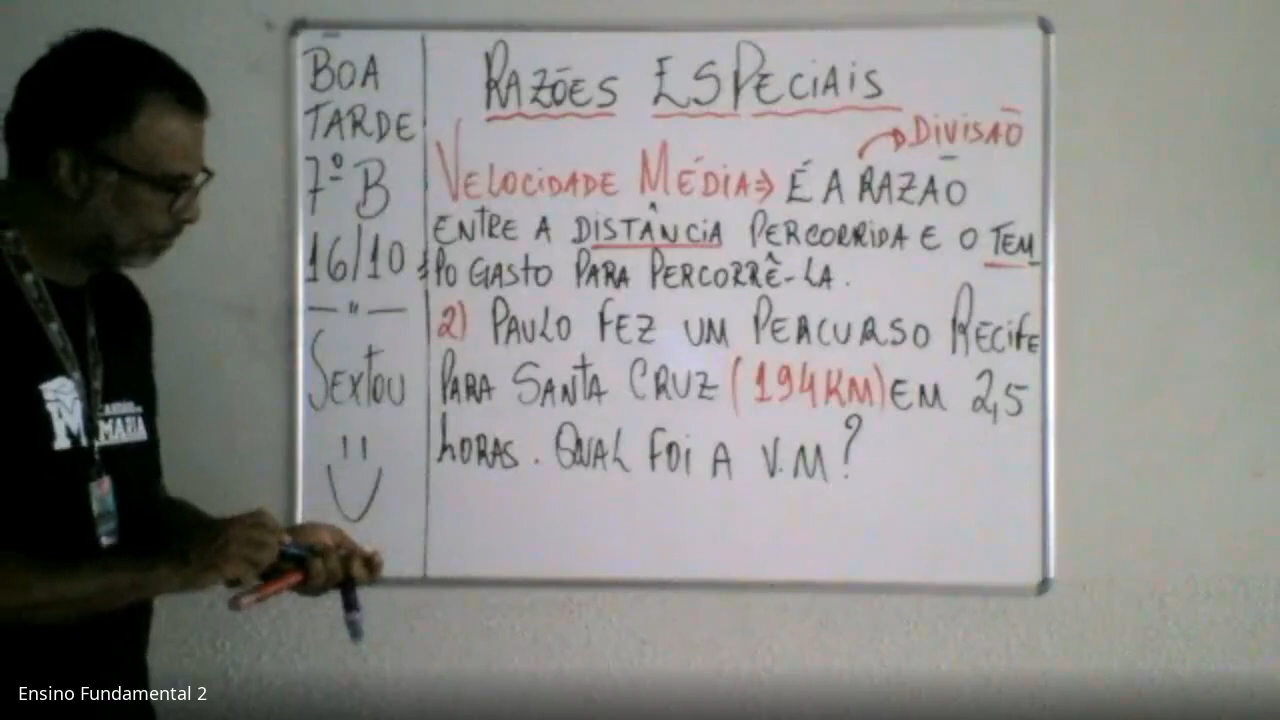 BOA
TARDE
7º B
16/10
— " —
SEXTOU
RAZÕES ESPECIAIS
DIVISÃO
VELOCIDADE MÉDIA ⇒ É A RAZÃO
ENTRE A DISTÂNCIA PERCORRIDA E O TEM
PO GASTO PARA PERCORRÊ-LA.
2) PAULO FEZ UM PERCURSO RECIFE
PARA SANTA CRUZ (194KM) EM 2,5
HORAS. QUAL FOI A V.M?
M
MARIA
Ensino Fundamental 2